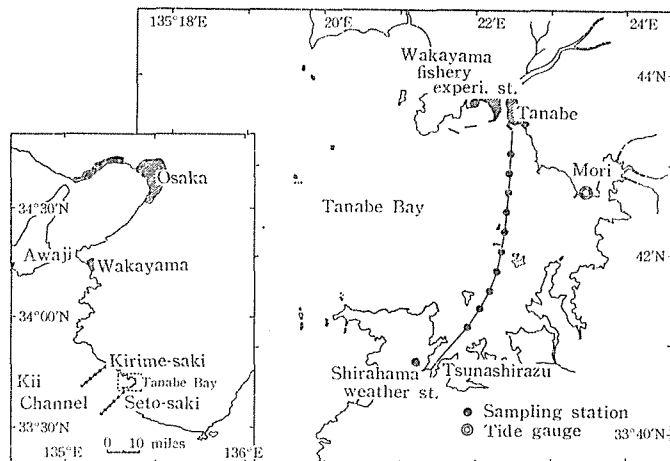 135°18'
20'E
22'E
24'E
Wakayama
fishery
experi. st.
44'N
Tanabe
Mori
Tanabe Bay
42'N
Shirahama
weather st.
Tsunashirazu
Sampling station
Tide gauge
33°40'N
Osaka
34°30'N
Awaji
Wakayama
34°00'N
Kirime-saki
Kii
Channel
Tanabe Bay
Seto-saki
33°30'N
135°E
0 10 miles
136°E